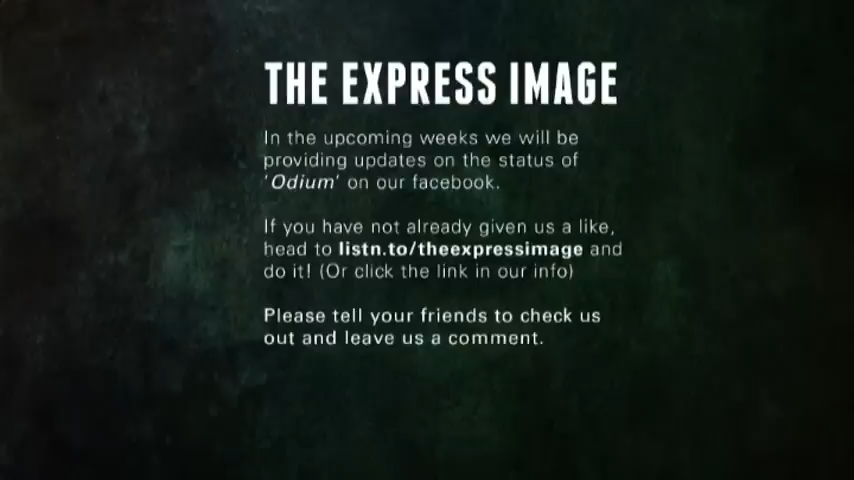 THE EXPRESS IMAGE
In the upcoming weeks we will be
providing updates on the status of
'Odium' on our facebook.
If you have not already given us a like,
head to listn.to/theexpressimage and
do it! (Or click the link in our info)
Please tell your friends to check us
out and leave us a comment.